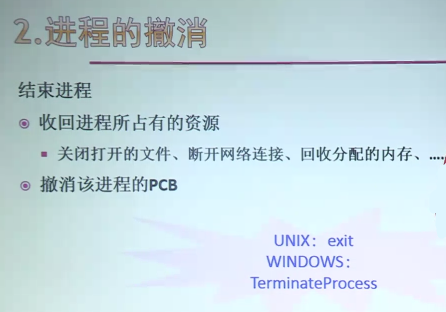 2.进程的撤消
结束进程
收回进程所占有的资源
关闭打开的文件、断开网络连接、回收分配的内存、....
撤消该进程的PCB
UNIX：exit
WINDOWS：
TerminateProcess